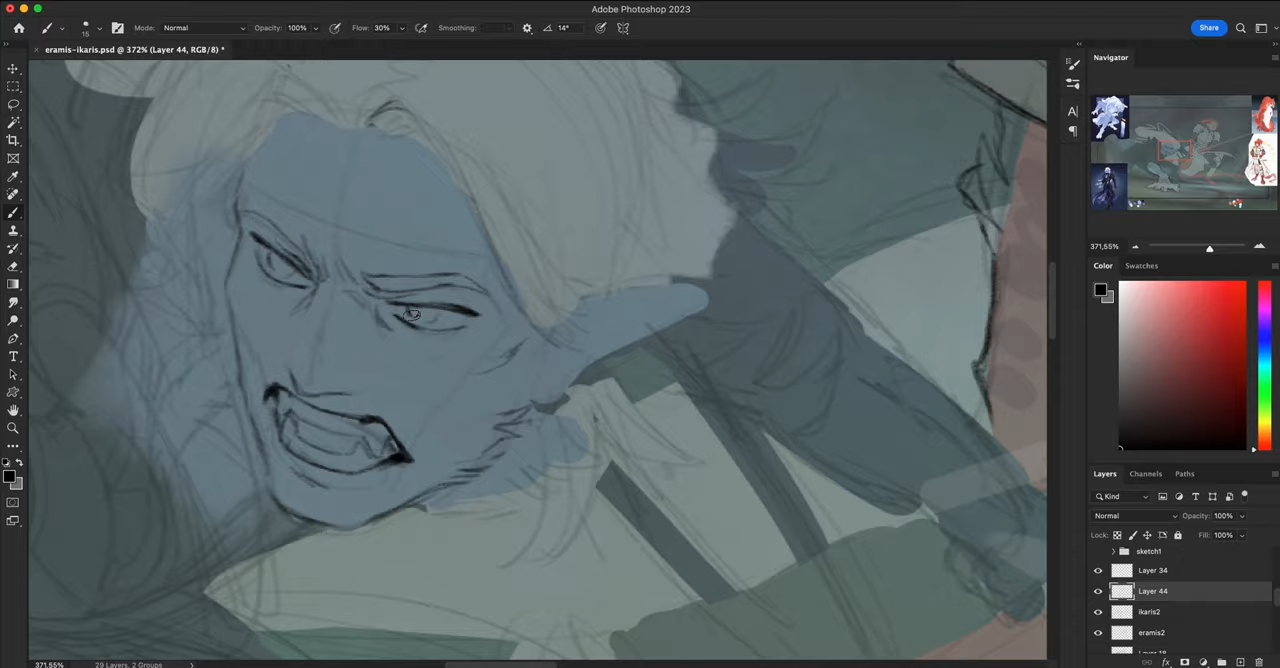 Adobe Photoshop 2023
15 Mode: Normal Opacity: 100% Flow: 30% Smoothing: 14° Share
eramis-ikaris.psd @ 372% (Layer 44, RGB/8) *
Navigator
371,55%
Color Swatches
Layers Channels Paths
Kind
Normal Opacity: 100%
Lock: Fill: 100%
sketch1
Layer 34
Layer 44
ikaris2
eramis2
371,55% 29 Layers, 2 Groups